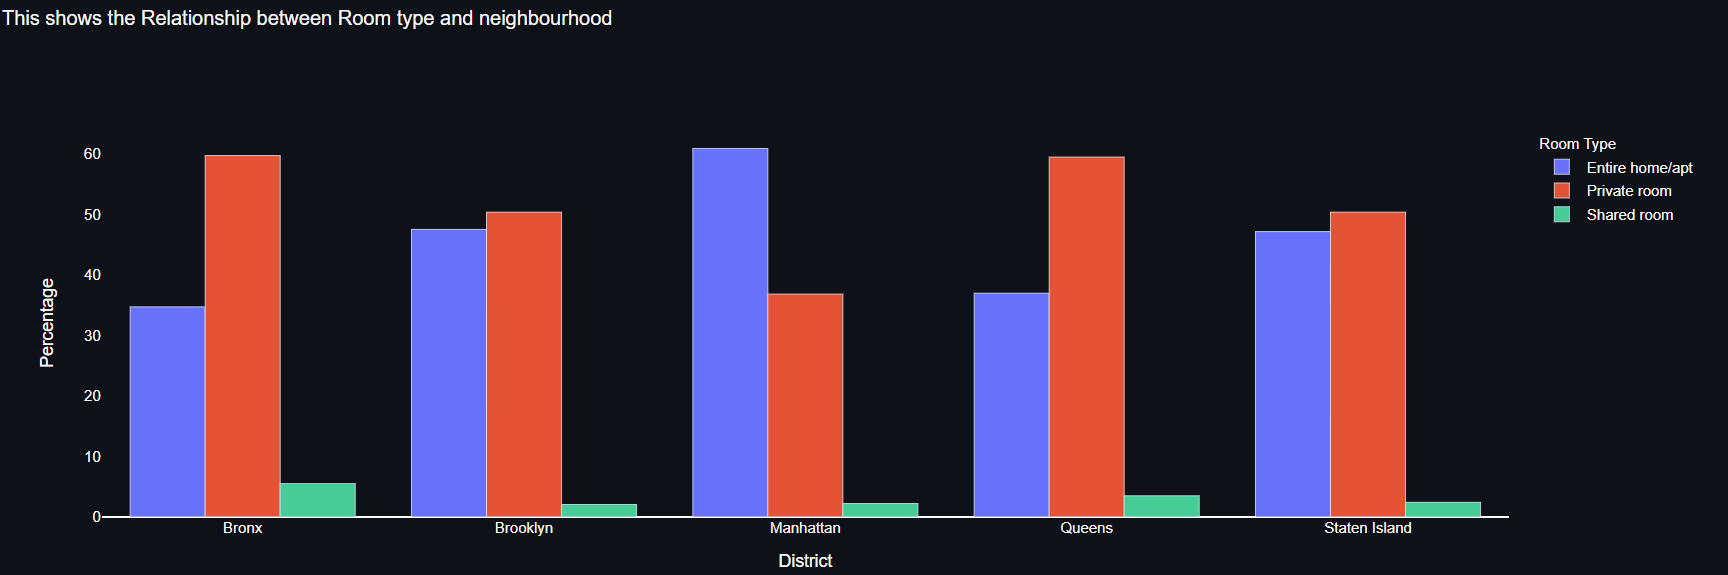 This shows the Relationship between Room type and neighbourhood
Room Type
Entire home/apt
Private room
Shared room
Percentage
60
50
40
30
20
10
0
Bronx
Brooklyn
Manhattan
Queens
Staten Island
District